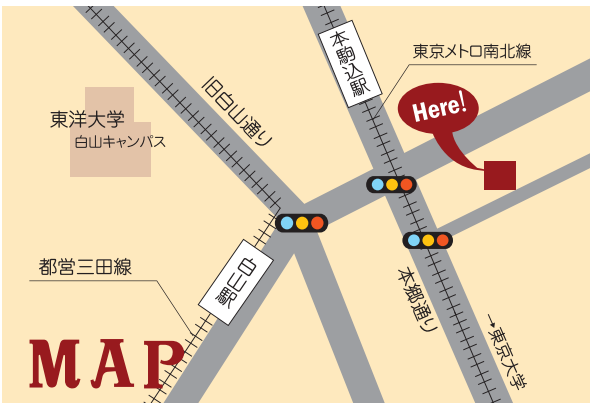 本駒込駅
東京メトロ南北線
旧白山通り
Here!
東洋大学
白山キャンパス
都営三田線
白山駅
本郷通り
→東京大学
MAP